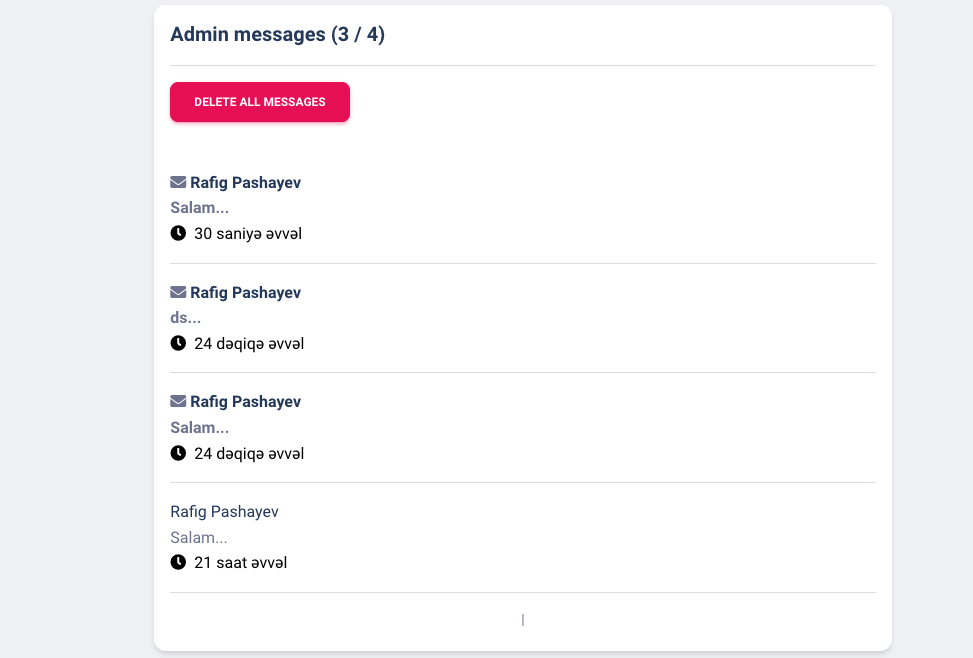 Admin messages (3 / 4)
DELETE ALL MESSAGES
Rafig Pashayev
Salam...
30 saniyə əvvəl
Rafig Pashayev
ds...
24 dəqiqə əvvəl
Rafig Pashayev
Salam...
24 dəqiqə əvvəl
Rafig Pashayev
Salam...
21 saat əvvəl
|